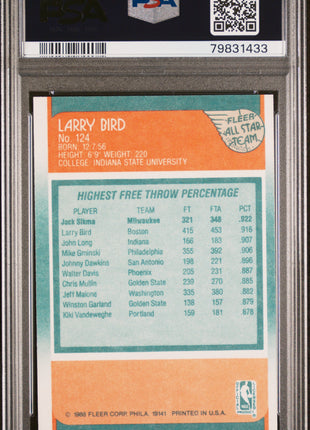 PSA
79831433
LARRY BIRD
No. 124
BORN: 12·7·56
HEIGHT: 6'9" WEIGHT: 220
COLLEGE: INDIANA STATE UNIVERSITY
FLEER
ALL STAR
TEAM
HIGHEST FREE THROW PERCENTAGE
PLAYER TEAM FT FTA PCT
Jack Sikma Milwaukee 321 348 .922
Larry Bird Boston 415 453 .916
John Long Indiana 166 183 .907
Mike Gminski Philadelphia 355 392 .906
Johnny Dawkins San Antonio 198 221 .896
Walter Davis Phoenix 205 231 .887
Chris Mullin Golden State 239 270 .885
Jeff Malone Washington 335 380 .882
Winston Garland Golden State 138 157 .879
Kiki Vandeweghe Portland 159 181 .878
© 1988 FLEER CORP. PHILA. 19141 PRINTED IN U.S.A.
NBA